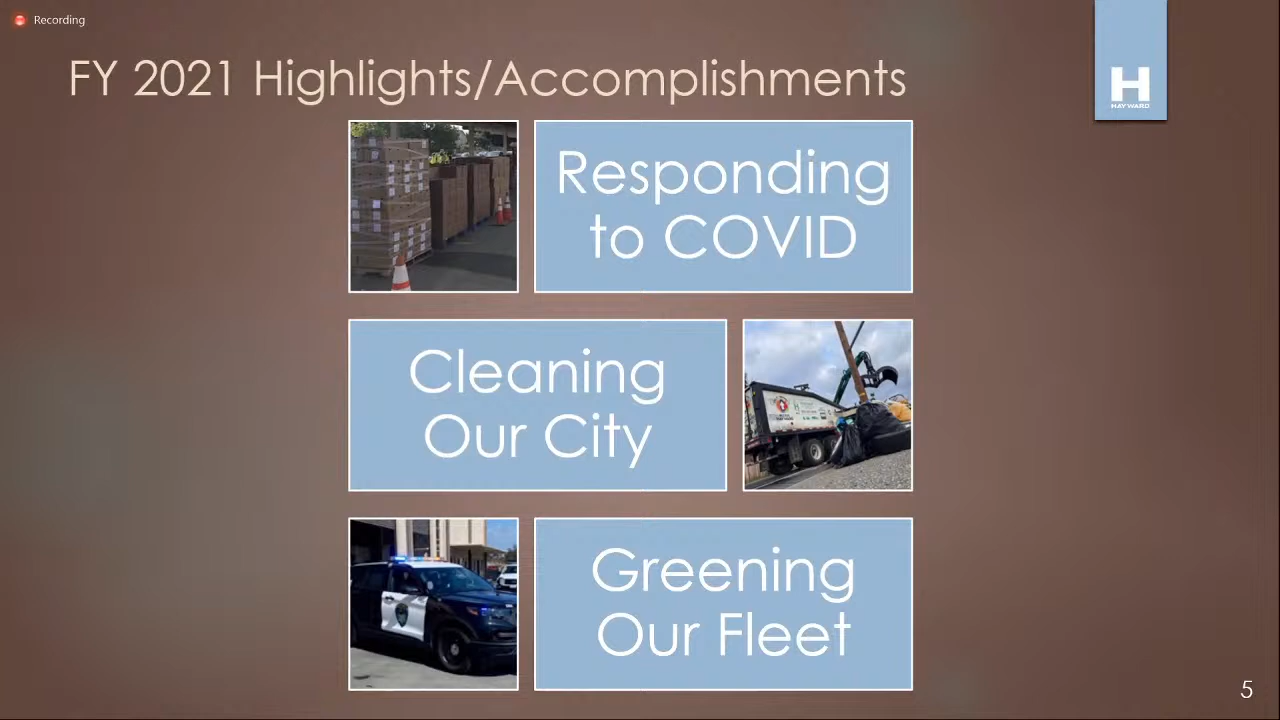 Recording
FY 2021 Highlights/Accomplishments
H
HAYWARD
Responding
to COVID
Cleaning
Our City
Greening
Our Fleet
5